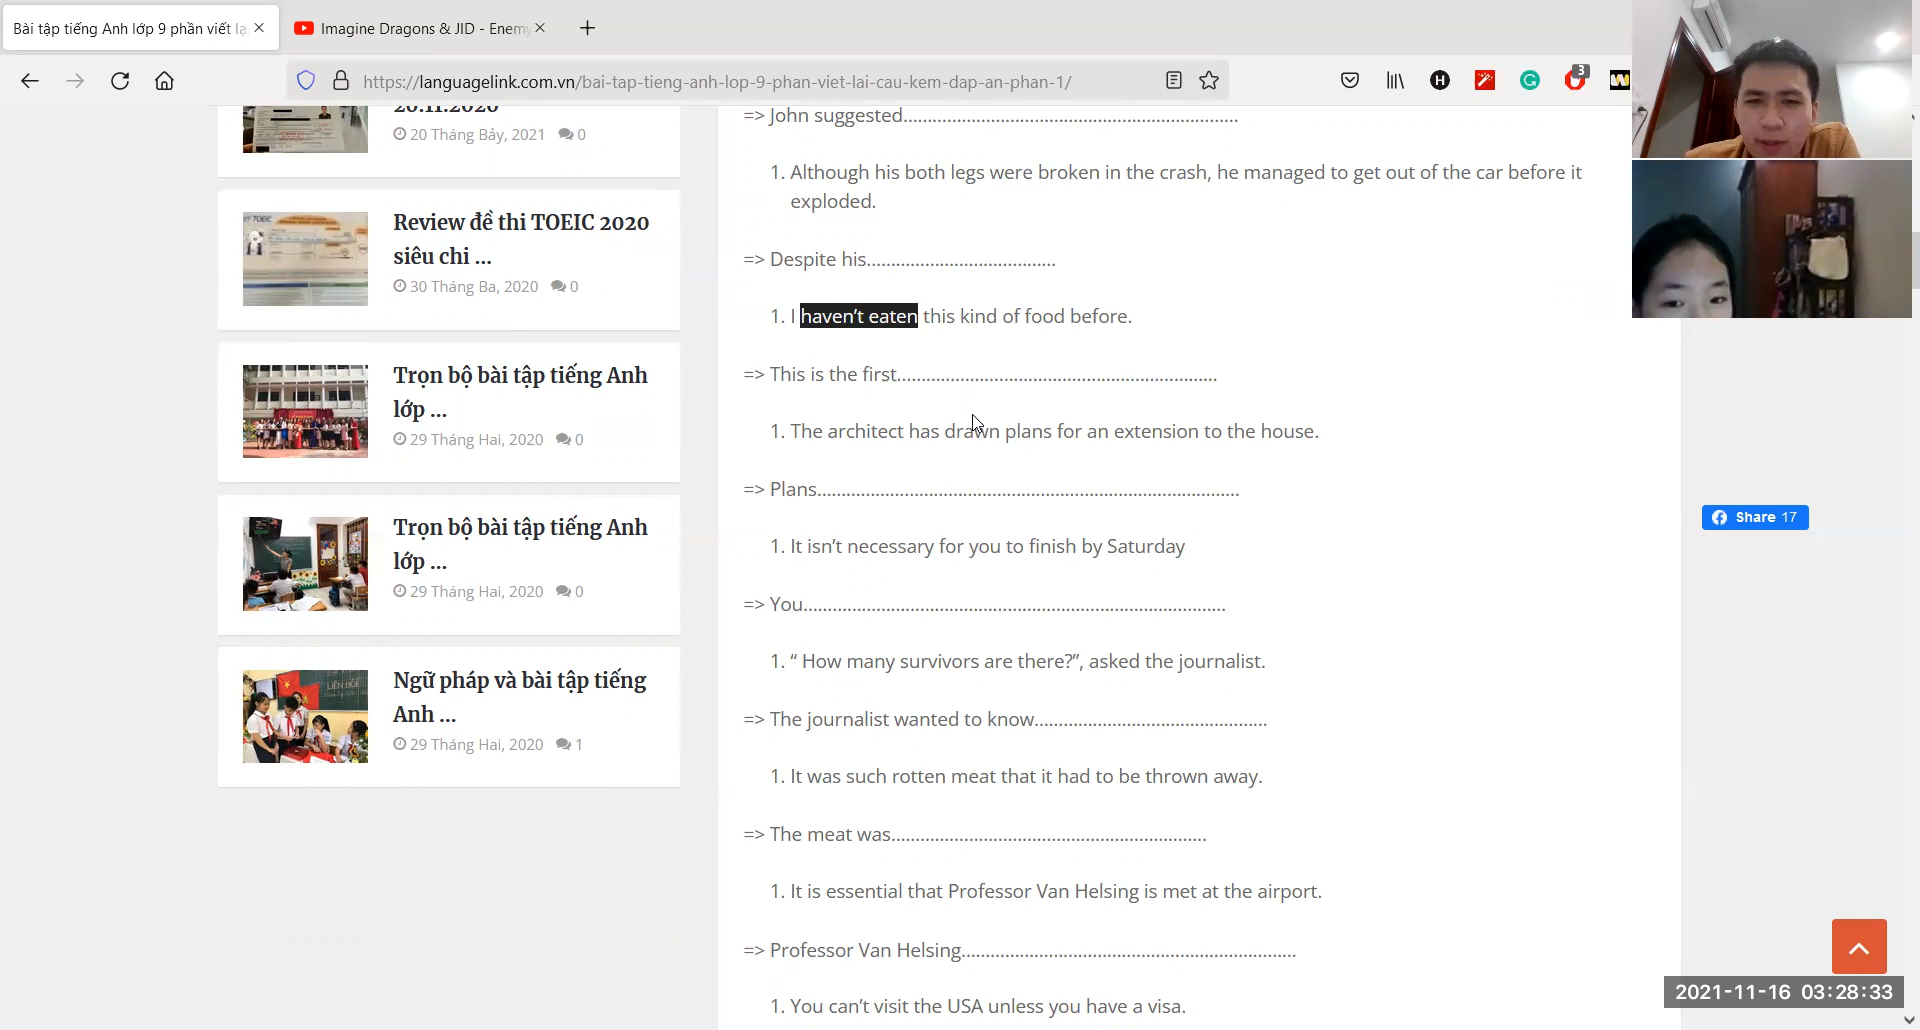 Bài tập tiếng Anh lớp 9 phần viết lạ
Imagine Dragons & JID - Enemy
https://languagelink.com.vn/bai-tap-tieng-anh-lop-9-phan-viet-lai-cau-kem-dap-an-phan-1/
H
G
3
20.11.2020
20 Tháng Bảy, 2021 0
Review đề thi TOEIC 2020
siêu chi ...
30 Tháng Ba, 2020 0
Trọn bộ bài tập tiếng Anh
lớp ...
29 Tháng Hai, 2020 0
Trọn bộ bài tập tiếng Anh
lớp ...
29 Tháng Hai, 2020 0
Ngữ pháp và bài tập tiếng
Anh ...
29 Tháng Hai, 2020 1
=> John suggested......................................................................
1. Although his both legs were broken in the crash, he managed to get out of the car before it
exploded.
=> Despite his.......................................
1. I haven’t eaten this kind of food before.
=> This is the first..................................................................
1. The architect has drawn plans for an extension to the house.
=> Plans.......................................................................................
1. It isn’t necessary for you to finish by Saturday
=> You.......................................................................................
1. “ How many survivors are there?”, asked the journalist.
=> The journalist wanted to know................................................
1. It was such rotten meat that it had to be thrown away.
=> The meat was.................................................................
1. It is essential that Professor Van Helsing is met at the airport.
=> Professor Van Helsing.....................................................................
1. You can’t visit the USA unless you have a visa.
Share 17
2021-11-16 03:28:33